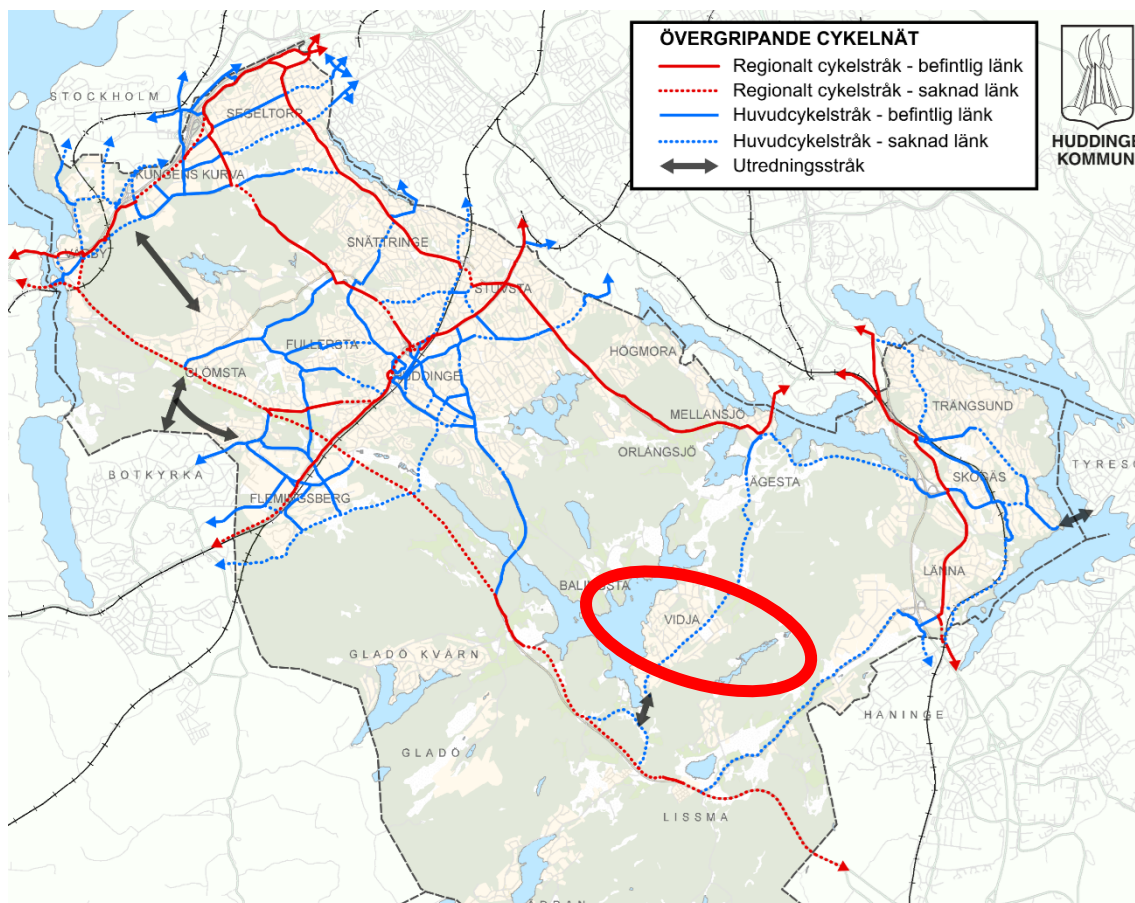 ÖVERGRIPANDE CYKELNÄT
Regionalt cykelstråk - befintlig länk
Regionalt cykelstråk - saknad länk
Huvudcykelstråk - befintlig länk
Huvudcykelstråk - saknad länk
Utredningsstråk
HUDDINGE
KOMMUN
STOCKHOLM
SEGELTORP
KUNGENS KURVA
SNÄTTRINGE
VÅRBY
STUVSTA
FULLERSTA
HÖGMORA
GLÖMSTA
HUDDINGE
TRÅNGSUND
MELLANSJÖ
ORLÅNGSJÖ
BOTKYRKA
TYRESÖ
ÅGESTA
SKOGÅS
FLEMINGSBERG
LÄNNA
BALINGSTA
VIDJA
GLADÖ KVARN
HANINGE
GLADÖ
LISSMA